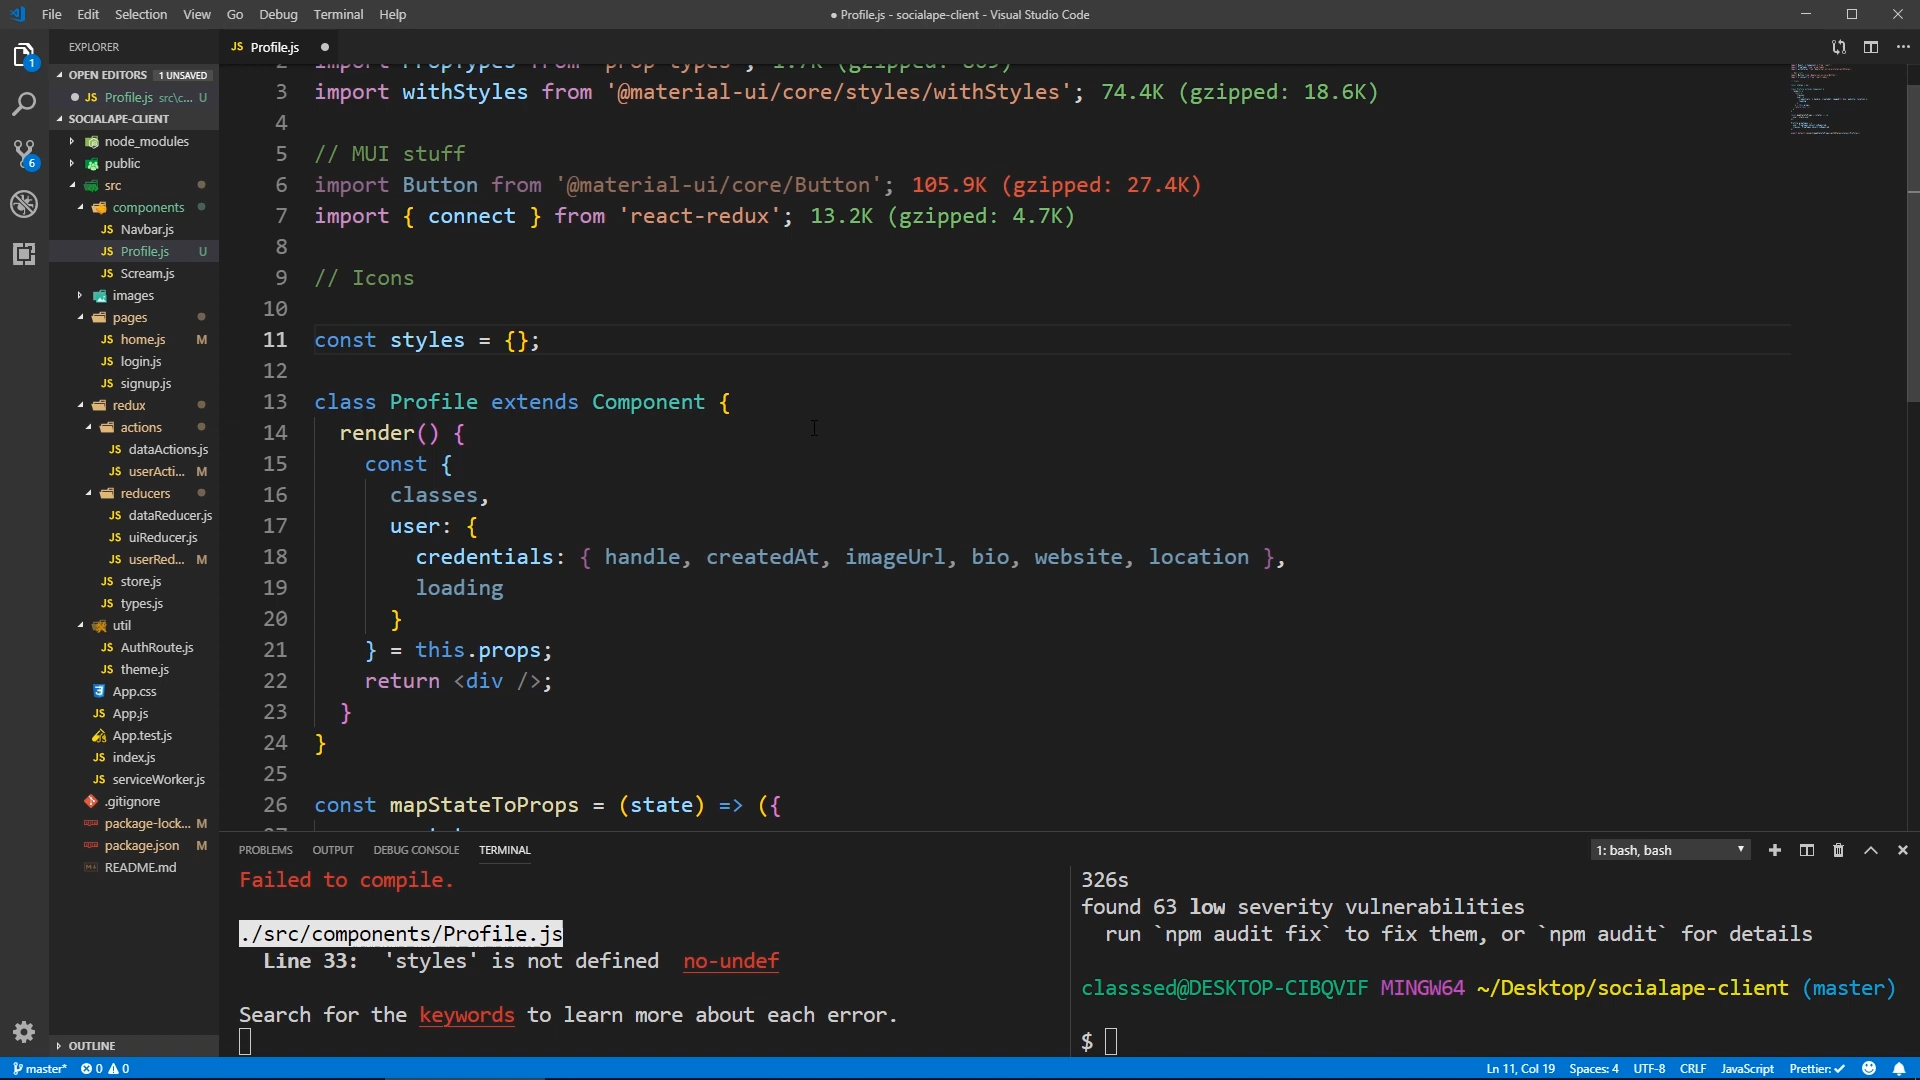 File Edit Selection View Go Debug Terminal Help
● Profile.js - socialape-client - Visual Studio Code
EXPLORER
OPEN EDITORS 1 UNSAVED
JS Profile.js src\c... U
SOCIALAPE-CLIENT
node_modules
public
src
components
JS Navbar.js
JS Profile.js U
JS Scream.js
images
pages
JS home.js M
JS login.js
JS signup.js
redux
actions
JS dataActions.js
JS userActi... M
reducers
JS dataReducer.js
JS uiReducer.js
JS userRed... M
JS store.js
JS types.js
util
JS AuthRoute.js
JS theme.js
App.css
JS App.js
App.test.js
JS index.js
JS serviceWorker.js
.gitignore
package-lock... M
package.json M
README.md
OUTLINE
1
6
JS Profile.js ●
2 import PropTypes from 'prop-types'; 1.7K (gzipped: 869)
3 import withStyles from '@material-ui/core/styles/withStyles'; 74.4K (gzipped: 18.6K)
4
5 // MUI stuff
6 import Button from '@material-ui/core/Button'; 105.9K (gzipped: 27.4K)
7 import { connect } from 'react-redux'; 13.2K (gzipped: 4.7K)
8
9 // Icons
10
11 const styles = {};
12
13 class Profile extends Component {
14 render() {
15 const {
16 classes,
17 user: {
18 credentials: { handle, createdAt, imageUrl, bio, website, location },
19 loading
20 }
21 } = this.props;
22 return <div />;
23 }
24 }
25
26 const mapStateToProps = (state) => ({
PROBLEMS OUTPUT DEBUG CONSOLE TERMINAL
1: bash, bash
Failed to compile.
./src/components/Profile.js
Line 33: 'styles' is not defined no-undef
Search for the keywords to learn more about each error.
326s
found 63 low severity vulnerabilities
run `npm audit fix` to fix them, or `npm audit` for details
classsed@DESKTOP-CIBQVIF MINGW64 ~/Desktop/socialape-client (master)
$
master* 0 0
Ln 11, Col 19 Spaces: 4 UTF-8 CRLF JavaScript Prettier: ✓